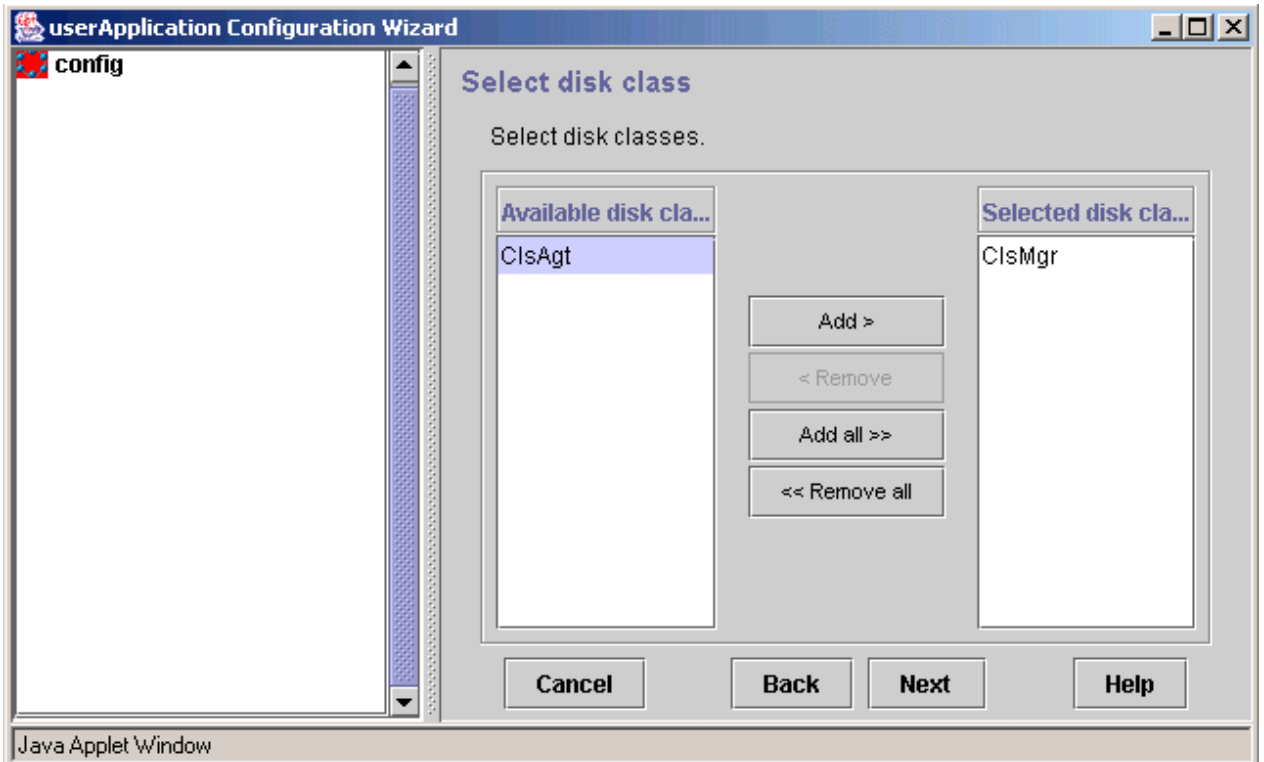 userApplication Configuration Wizard
config
Select disk class
Select disk classes.
Available disk cla...
Selected disk cla...
ClsAgt
ClsMgr
Add >
< Remove
Add all >>
<< Remove all
Cancel
Back
Next
Help
Java Applet Window